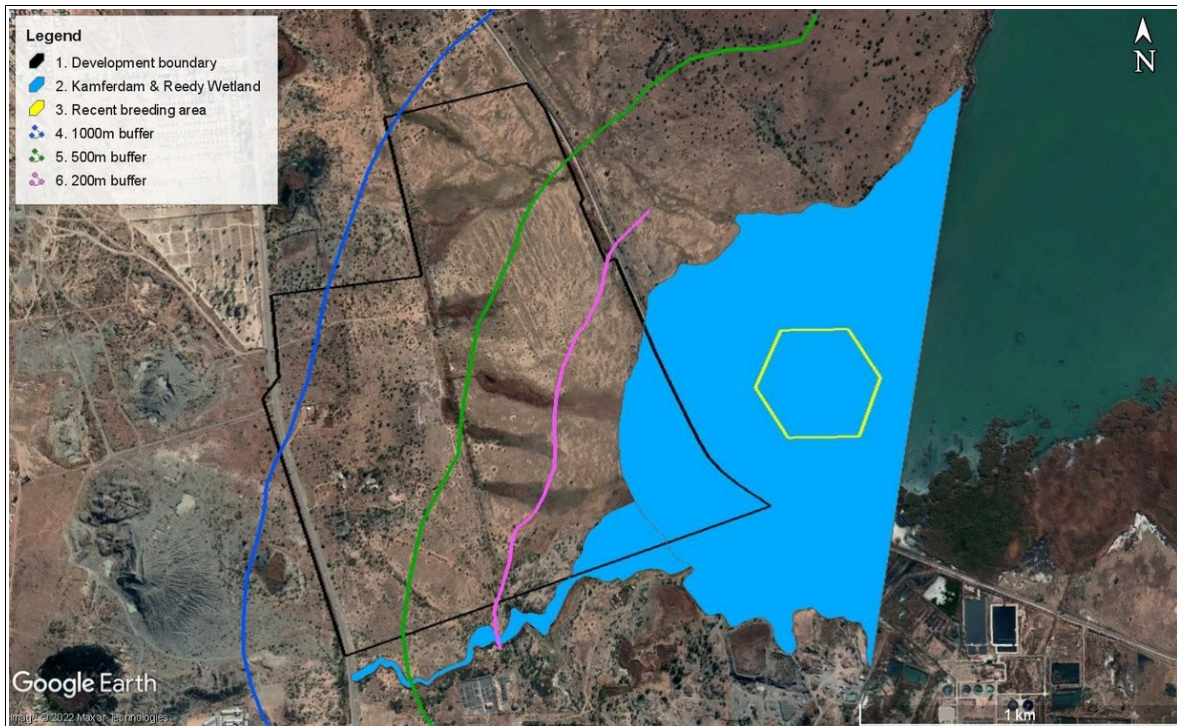 Legend
1. Development boundary
2. Kamferdam & Reedy Wetland
3. Recent breeding area
4. 1000m buffer
5. 500m buffer
6. 200m buffer
N
Google Earth
Image © 2022 Maxar Technologies
1 km